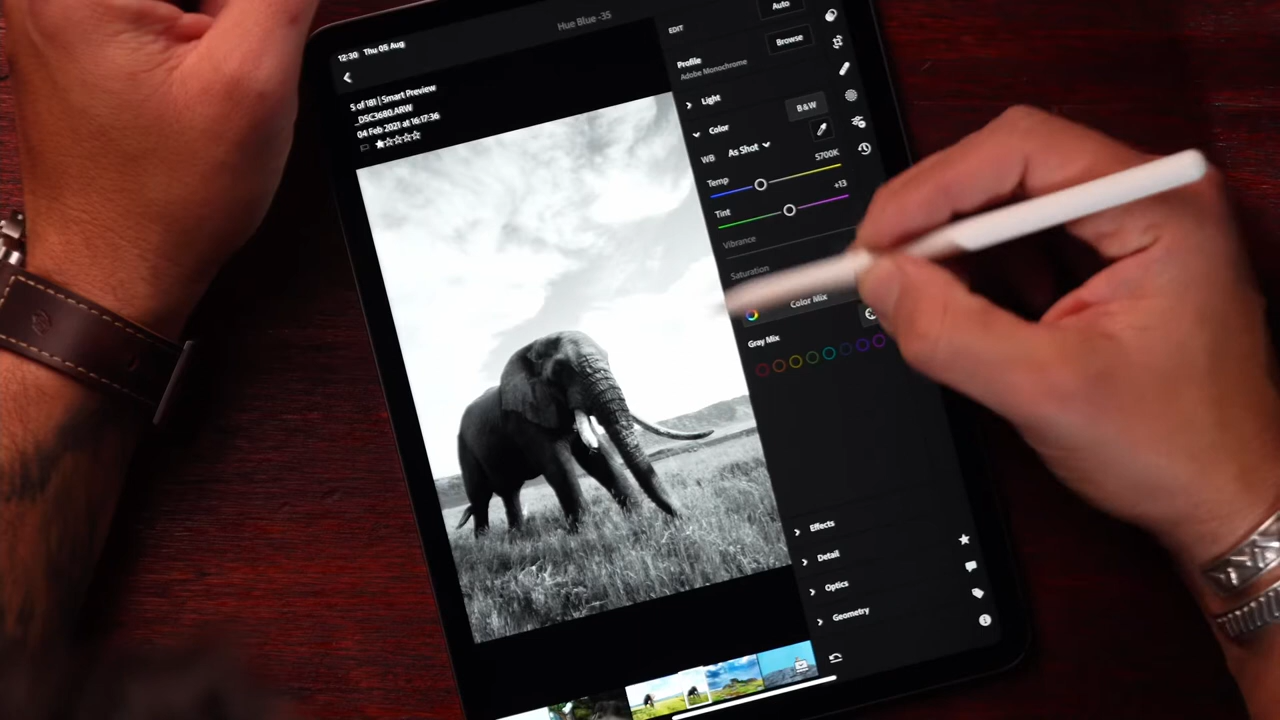 12:30 Thu 05 Aug
Hue Blue -35
5 of 181 | Smart Preview
_DSC3680.ARW
04 Feb 2021 at 16:17:36
EDIT
Auto
Profile
Browse
Adobe Monochrome
Light
B&W
Color
WB As Shot
Temp 5700K
Tint +13
Vibrance
Saturation
Color Mix
Gray Mix
Effects
Detail
Optics
Geometry